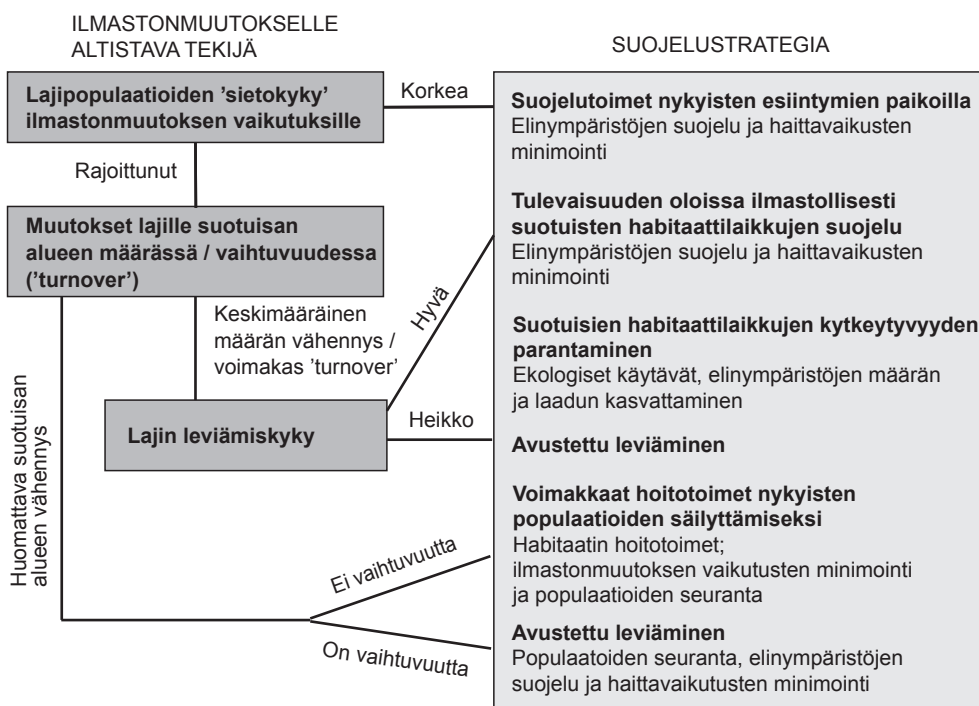 ILMASTONMUUTOKSELLE
ALTISTAVA TEKIJÄ
SUOJELUSTRATEGIA
Lajipopulaatioiden ’sietokyky’
ilmastonmuutoksen vaikutuksille
Korkea
Rajoittunut
Muutokset lajille suotuisan
alueen määrässä / vaihtuvuudessa
(’turnover’)
Keskimääräinen
määrän vähennys /
voimakas ’turnover’
Hyvä
Lajin leviämiskyky
Heikko
Huomattava suotuisan
alueen vähennys
Ei vaihtuvuutta
On vaihtuvuutta
Suojelutoimet nykyisten esiintymien paikoilla
Elinympäristöjen suojelu ja haittavaikusten
minimointi
Tulevaisuuden oloissa ilmastollisesti
suotuisten habitaattilaikkujen suojelu
Elinympäristöjen suojelu ja haittavaikusten
minimointi
Suotuisien habitaattilaikkujen kytkeytyvyyden
parantaminen
Ekologiset käytävät, elinympäristöjen määrän
ja laadun kasvattaminen
Avustettu leviäminen
Voimakkaat hoitotoimet nykyisten
populaatioiden säilyttämiseksi
Habitaatin hoitotoimet;
ilmastonmuutoksen vaikutusten minimointi
ja populaatioiden seuranta
Avustettu leviäminen
Populaatoiden seuranta, elinympäristöjen
suojelu ja haittavaikutusten minimointi